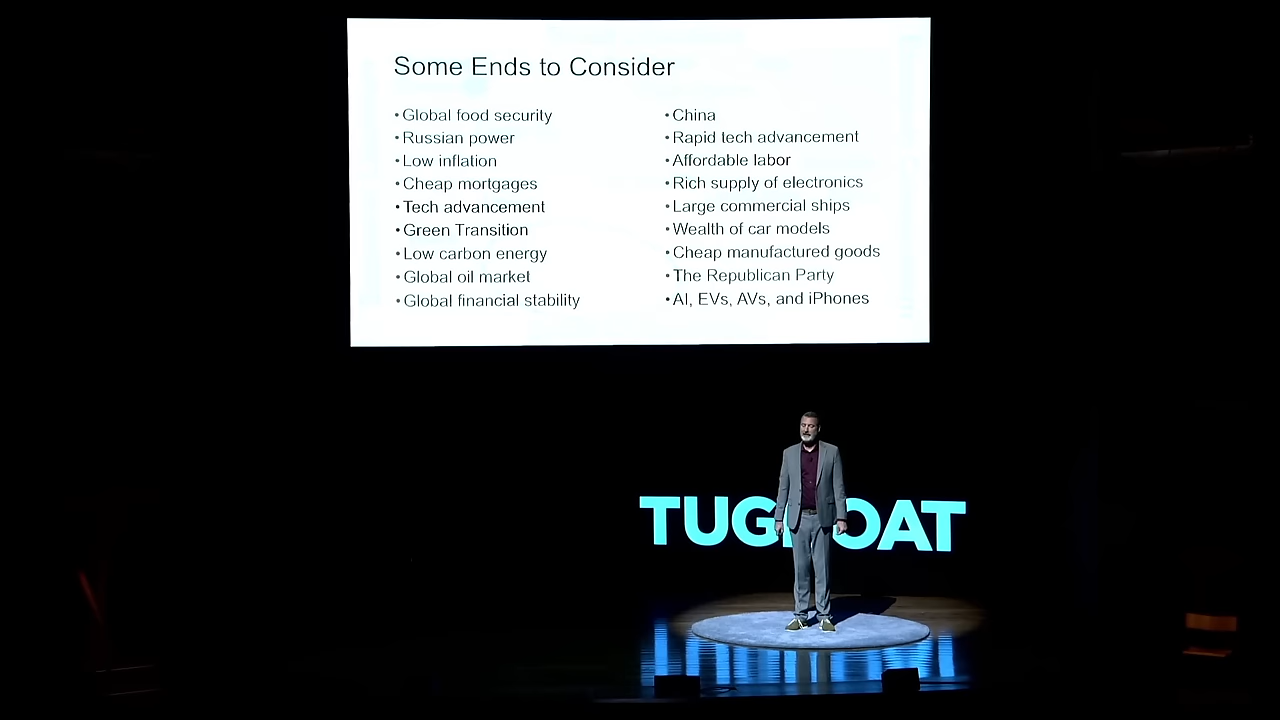 Some Ends to Consider
•Global food security
•Russian power
•Low inflation
•Cheap mortgages
•Tech advancement
•Green Transition
•Low carbon energy
•Global oil market
•Global financial stability
•China
•Rapid tech advancement
•Affordable labor
•Rich supply of electronics
•Large commercial ships
•Wealth of car models
•Cheap manufactured goods
•The Republican Party
•AI, EVs, AVs, and iPhones
TUGBOAT